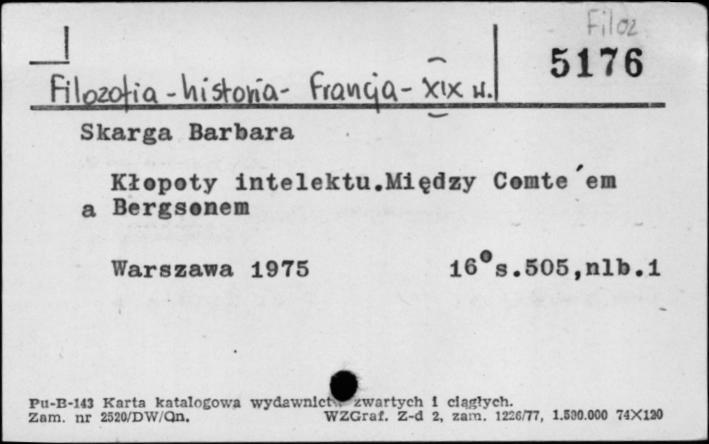 Filoz
5176
Filozofia - historia - Francja - XIX w.
Skarga Barbara
Kłopoty intelektu.Między Comte´em
a Bergsonem
Warszawa 1975 16°s.505,nlb.1
Pu-B-143 Karta katalogowa wydawnictw zwartych i ciągłych.
Zam. nr 2520/DW/Qn. WZGraf. Z-d 2, zam. 1226/77, 1.500.000 74X120